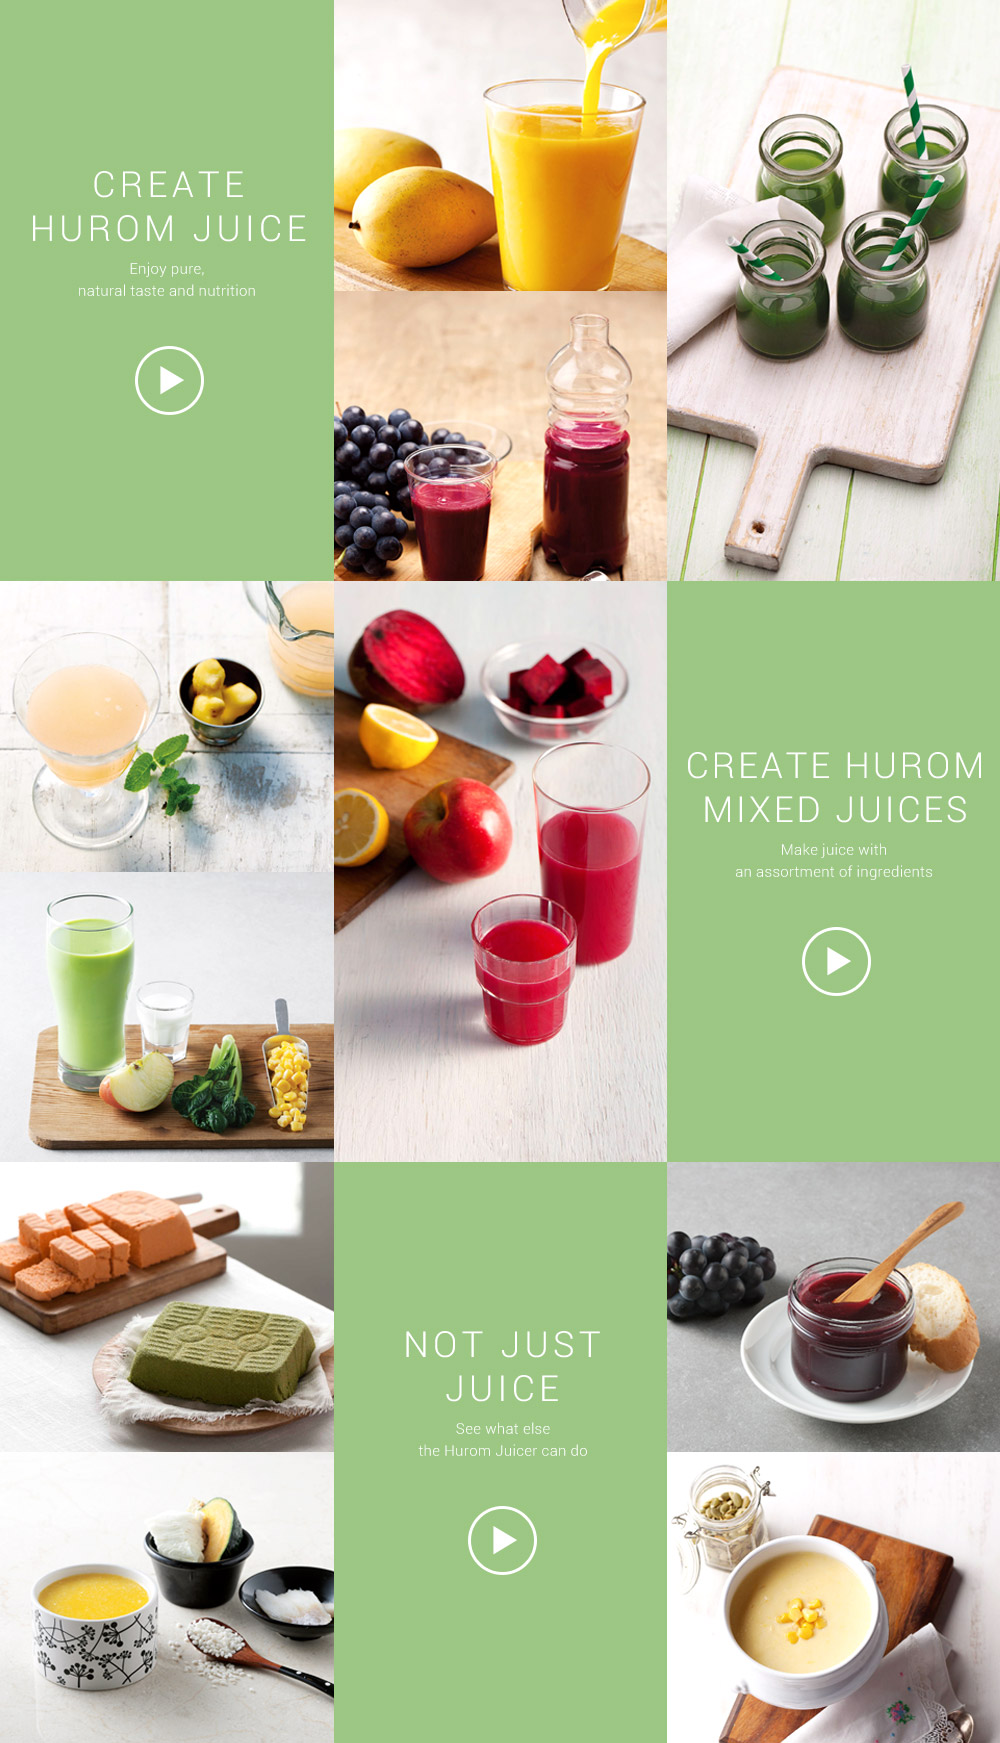 CREATE
HUROM JUICE
Enjoy pure,
natural taste and nutrition
CREATE HUROM
MIXED JUICES
Make juice with
an assortment of ingredients
NOT JUST
JUICE
See what else
the Hurom Juicer can do